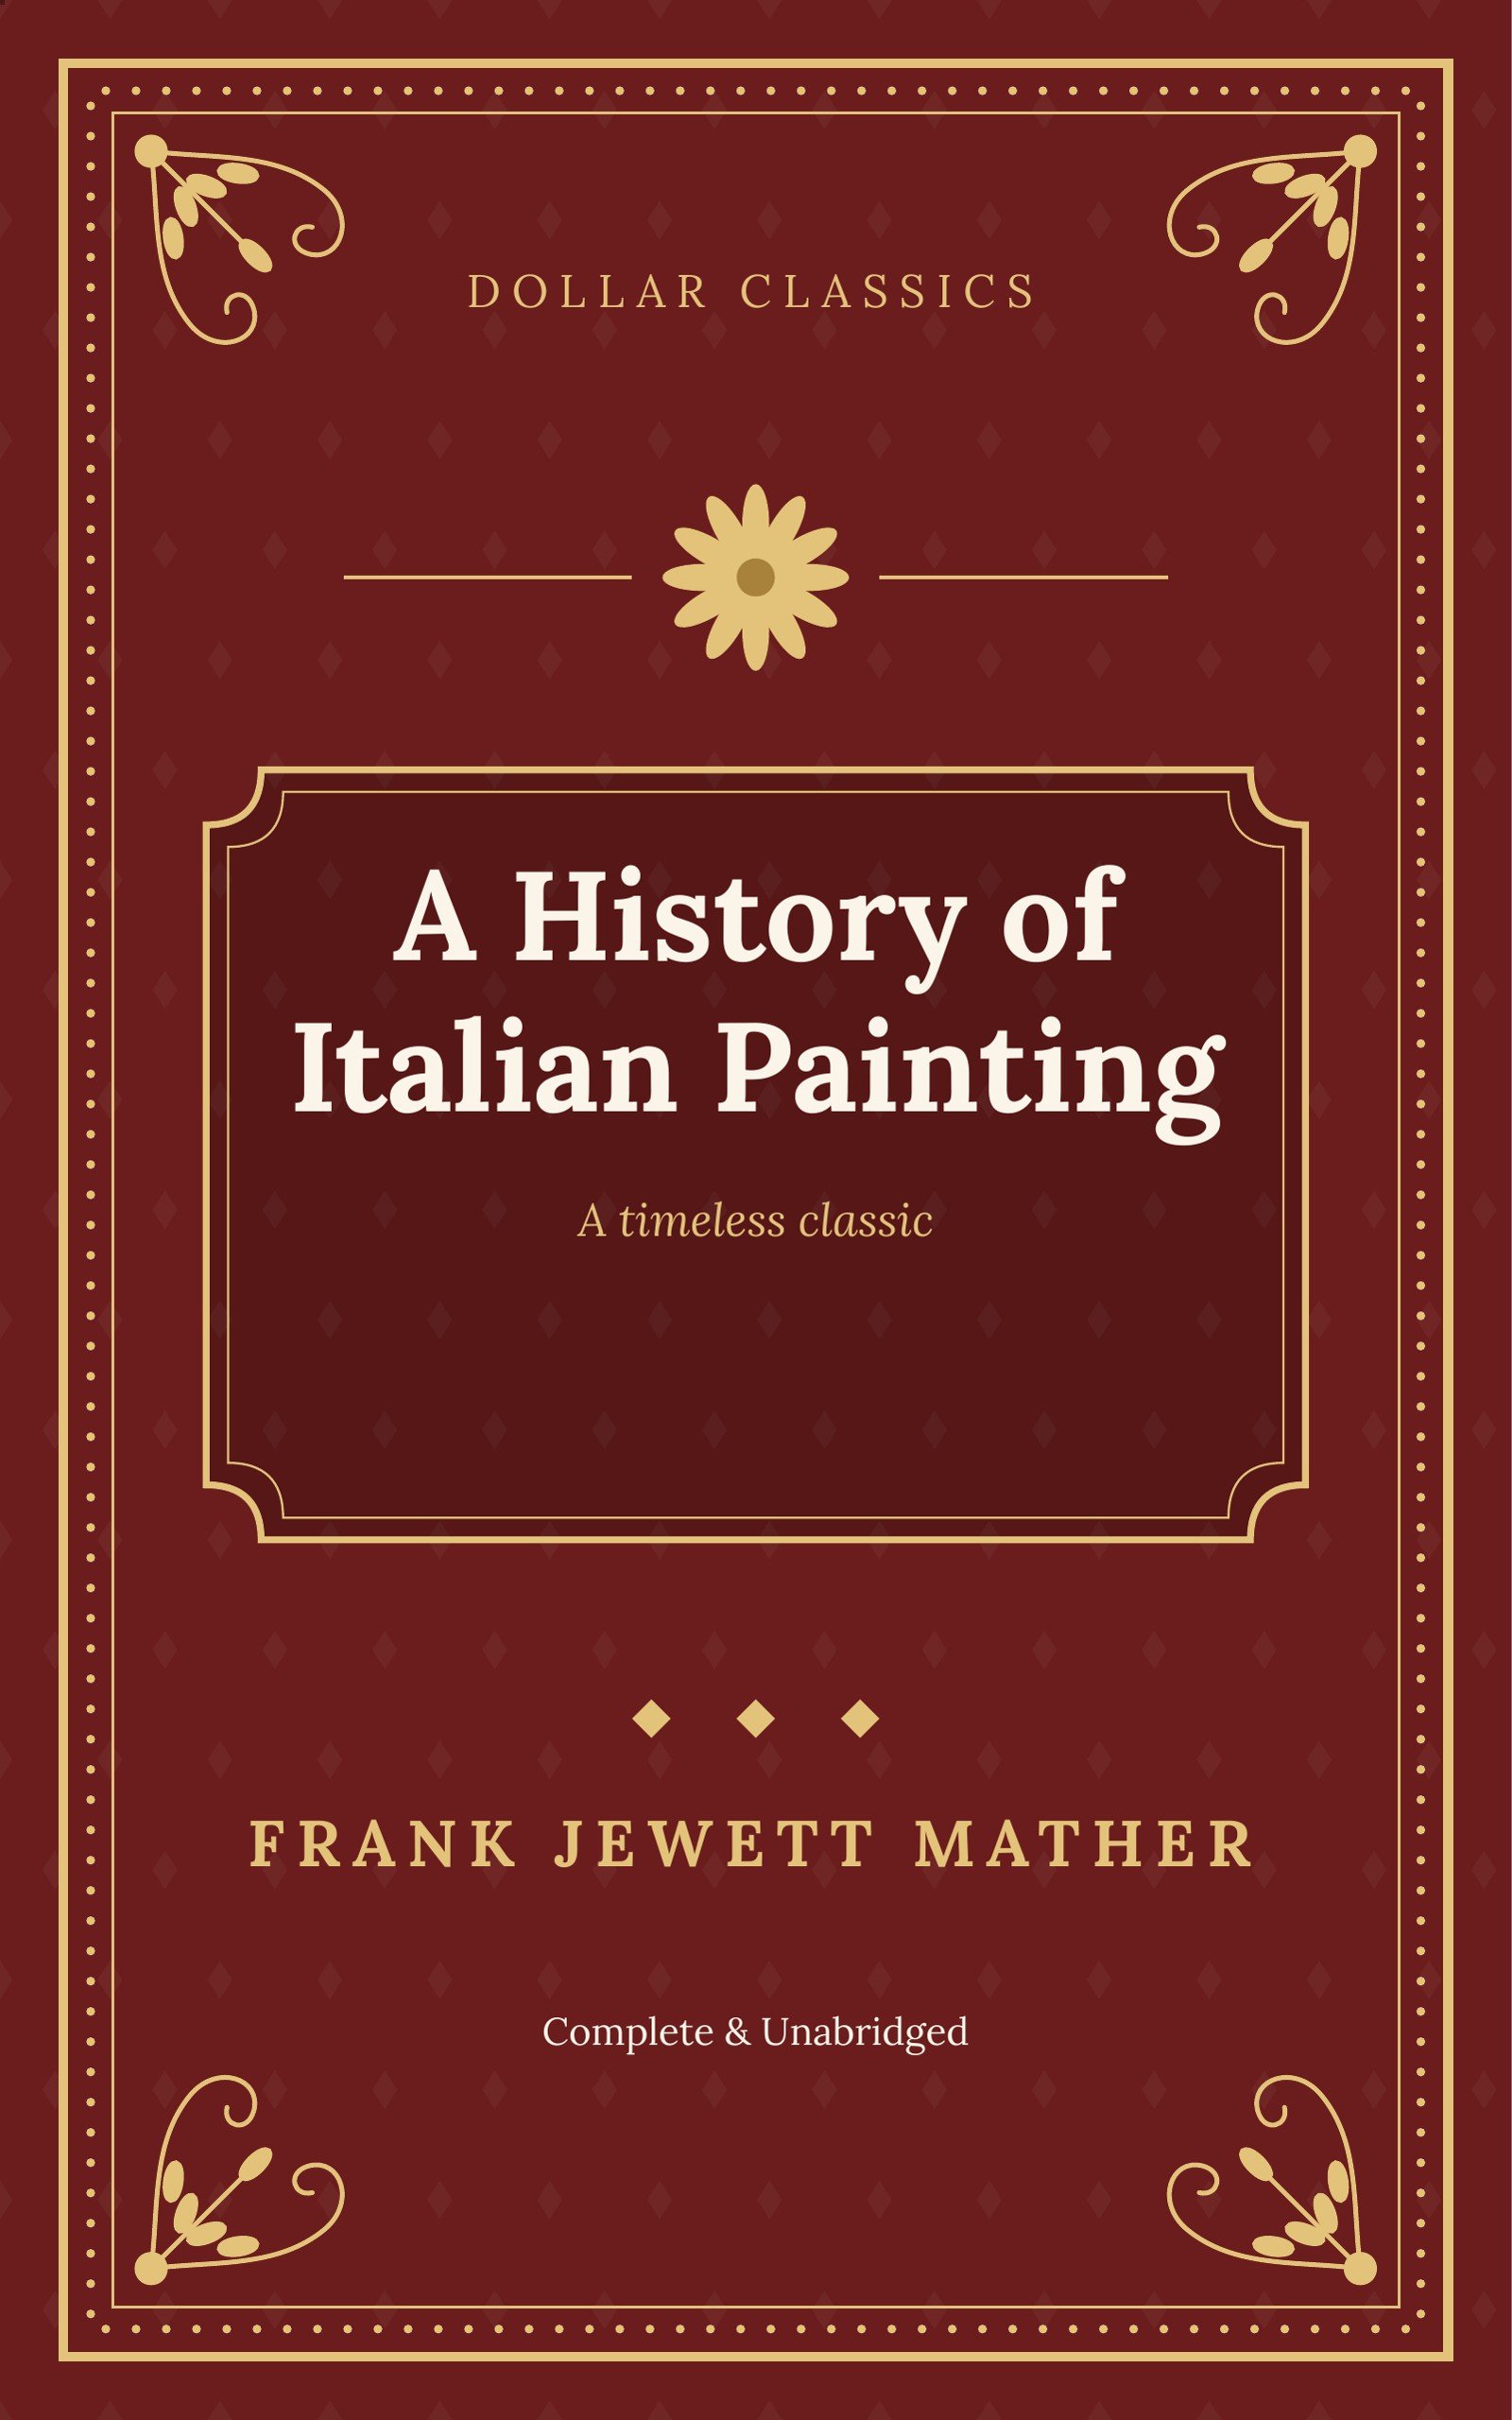 DOLLAR CLASSICS
A History of
Italian Painting
A timeless classic
FRANK JEWETT MATHER
Complete & Unabridged